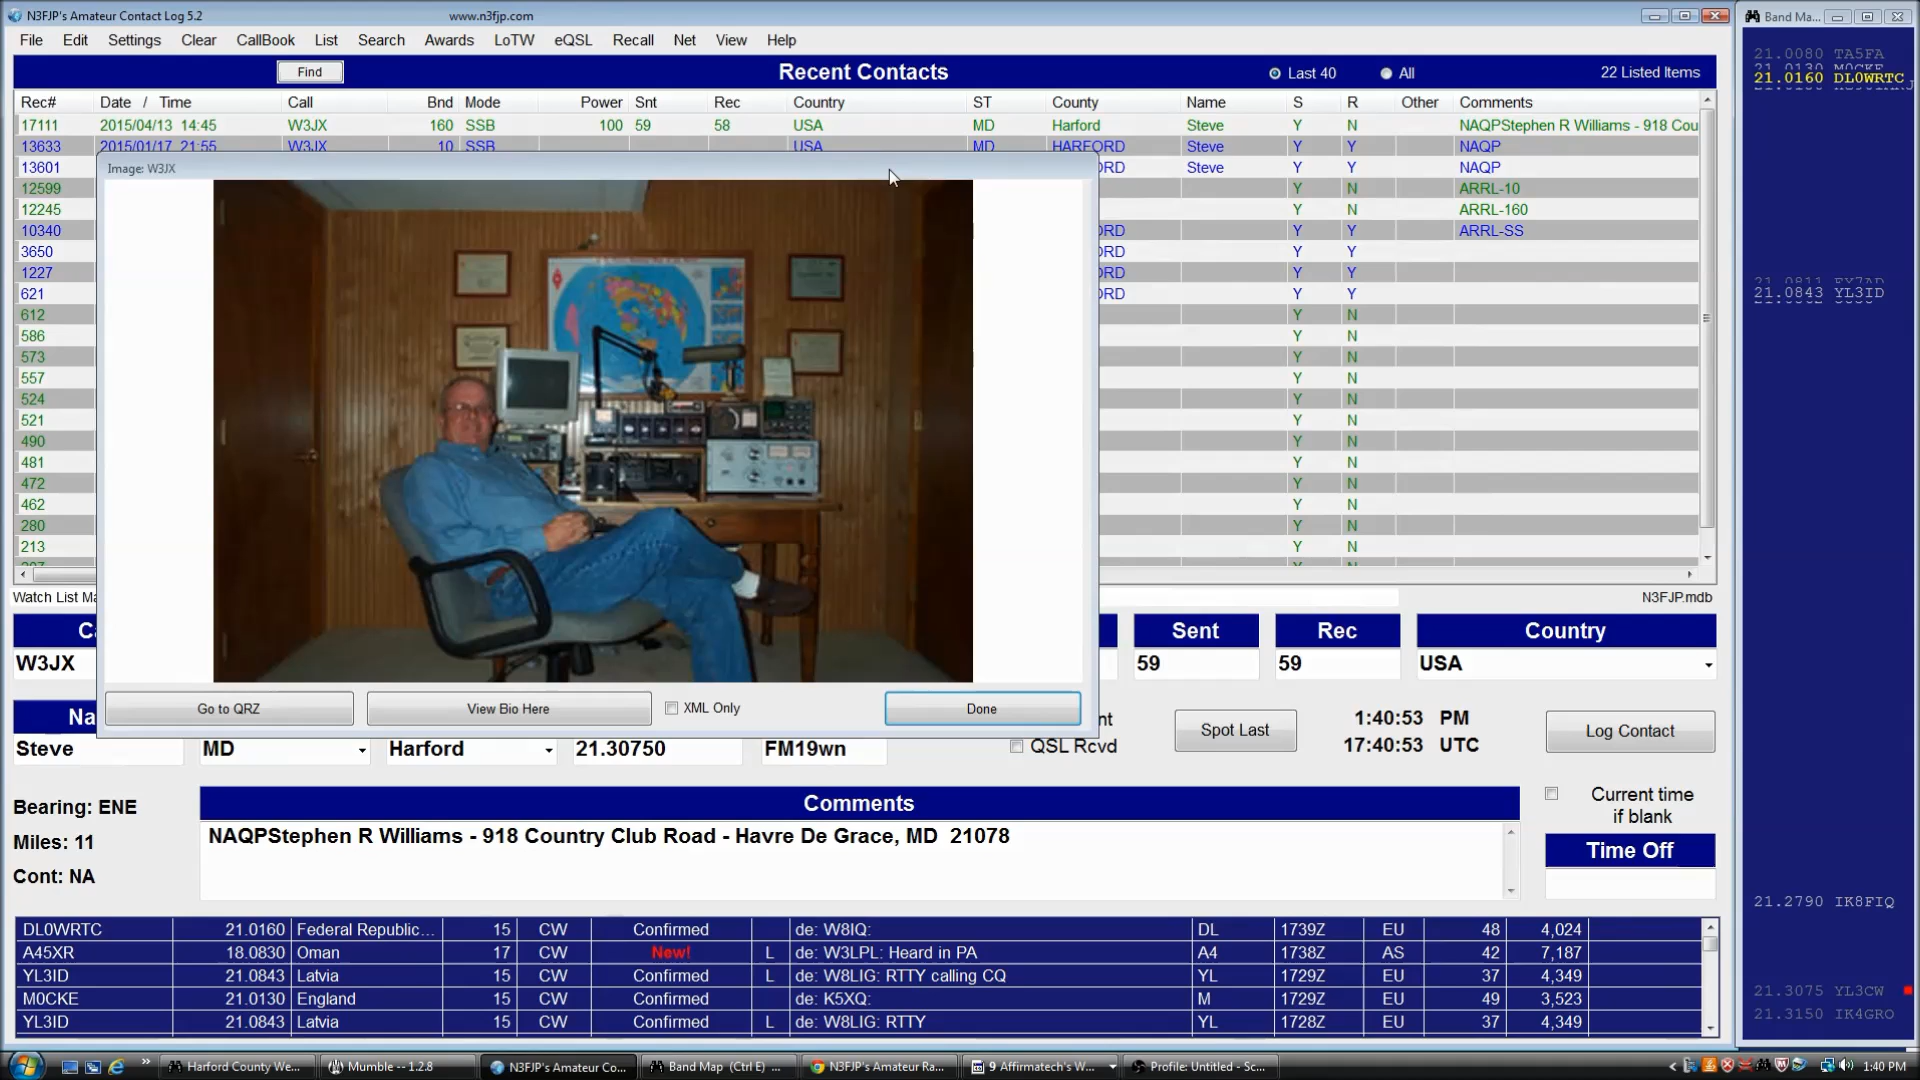 N3FJP's Amateur Contact Log 5.2 www.n3fjp.com
File Edit Settings Clear CallBook List Search Awards LoTW eQSL Recall Net View Help
Find Recent Contacts Last 40 All 22 Listed Items
Rec# Date / Time Call Bnd Mode Power Snt Rec Country ST County Name S R Other Comments
17111 2015/04/13 14:45 W3JX 160 SSB 100 59 58 USA MD Harford Steve Y N NAQPStephen R Williams - 918 Cou
13633 2015/01/17 21:55 W3JX 10 SSB USA MD HARFORD Steve Y Y NAQP
Image: W3JX
13601 ORD Steve Y Y NAQP
12599 Y N ARRL-10
12245 Y N ARRL-160
10340 ORD Y Y ARRL-SS
3650 ORD Y Y
1227 ORD Y Y
621 ORD Y Y
612 Y N
586 Y N
573 Y N
557 Y N
524 Y N
521 Y N
490 Y N
481 Y N
472 Y N
462 Y N
280 Y N
213 Y N
Watch List Ma N3FJP.mdb
Ca Sent Rec Country
W3JX 59 59 USA
Go to QRZ View Bio Here XML Only Done
Na nt Spot Last 1:40:53 PM Log Contact
Steve MD Harford 21.30750 FM19wn QSL Rcvd 17:40:53 UTC
Bearing: ENE Comments Current time
if blank
Miles: 11 NAQPStephen R Williams - 918 Country Club Road - Havre De Grace, MD 21078
Time Off
Cont: NA
DL0WRTC 21.0160 Federal Republic... 15 CW Confirmed de: W8IQ: DL 1739Z EU 48 4,024
A45XR 18.0830 Oman 17 CW New! L de: W3LPL: Heard in PA A4 1738Z AS 42 7,187
YL3ID 21.0843 Latvia 15 CW Confirmed L de: W8LIG: RTTY calling CQ YL 1729Z EU 37 4,349
M0CKE 21.0130 England 15 CW Confirmed de: K5XQ: M 1729Z EU 49 3,523
YL3ID 21.0843 Latvia 15 CW Confirmed L de: W8LIG: RTTY YL 1728Z EU 37 4,349
Band Ma...
21.0080 TA5FA
21.0130 M0CKE
21.0160 DL0WRTC
21.0843 YL3ID
21.2790 IK8FIQ
21.3075 YL3CW
21.3150 IK4GRO
Harford County We... Mumble -- 1.2.8 N3FJP's Amateur Co... Band Map (Ctrl E) ... N3FJP's Amateur Ra... 9 Affirmatech's W... Profile: Untitled - Sc... 1:40 PM